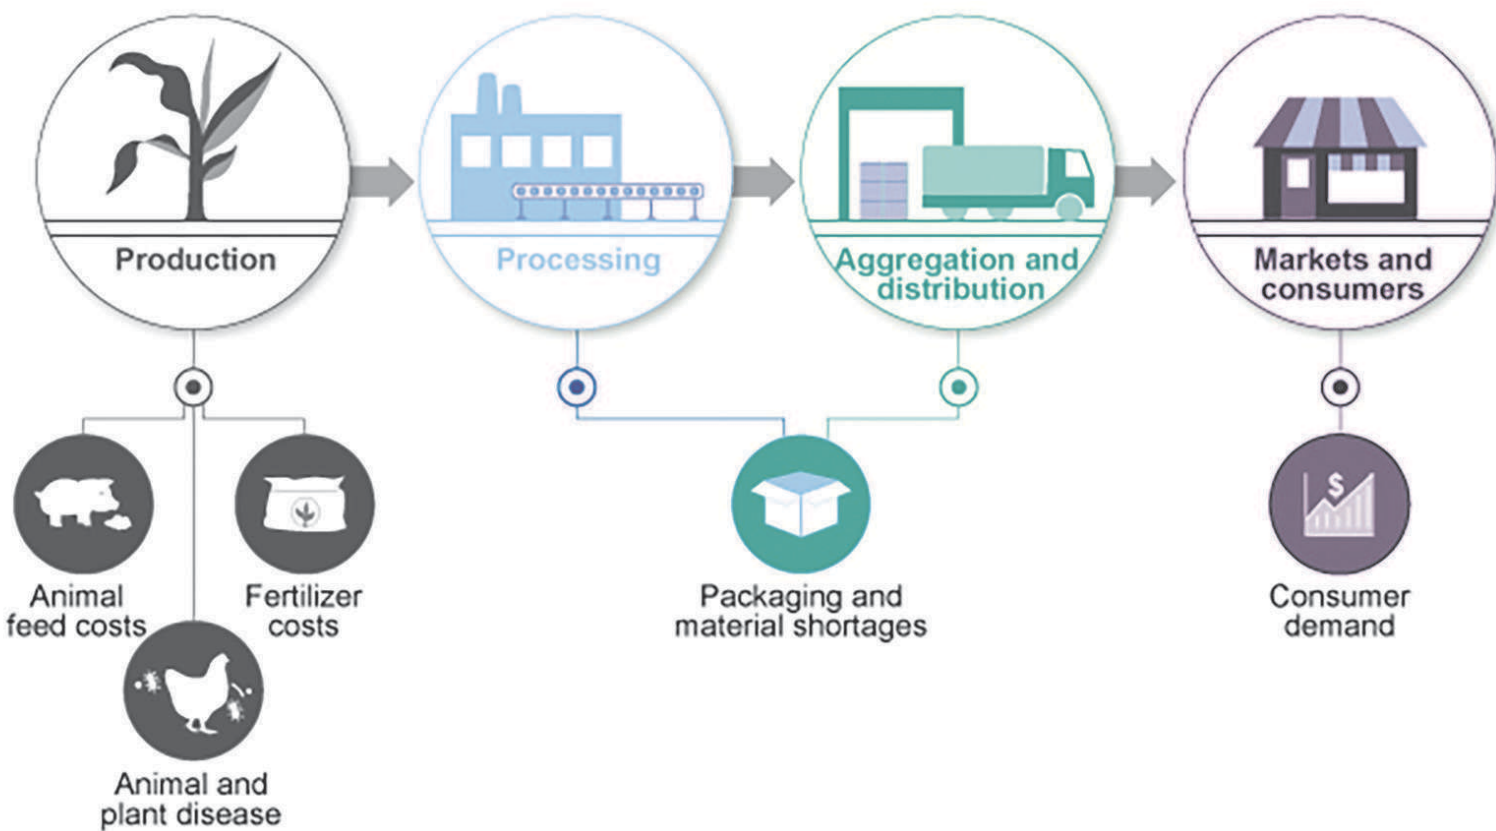 Production
Processing
Aggregation and
distribution
Markets and
consumers
Animal
feed costs
Fertilizer
costs
Packaging and
material shortages
$
Consumer
demand
Animal and
plant disease